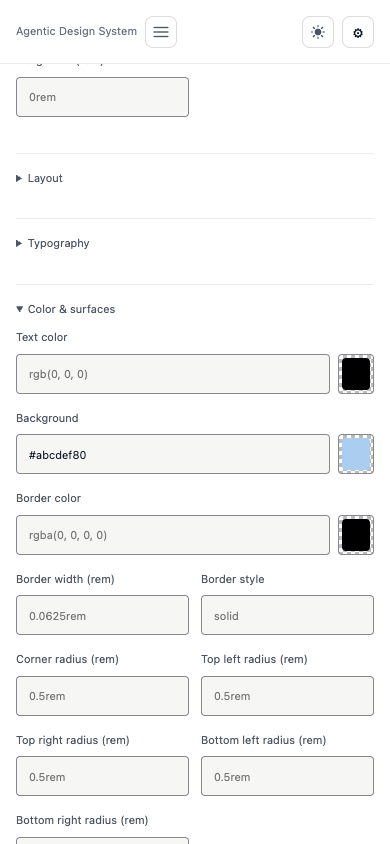 Agentic Design System
0rem
Layout
Typography
Color & surfaces
Text color
rgb(0, 0, 0)
Background
#abcdef80
Border color
rgba(0, 0, 0, 0)
Border width (rem)
Border style
0.0625rem
solid
Corner radius (rem)
Top left radius (rem)
0.5rem
0.5rem
Top right radius (rem)
Bottom left radius (rem)
0.5rem
0.5rem
Bottom right radius (rem)